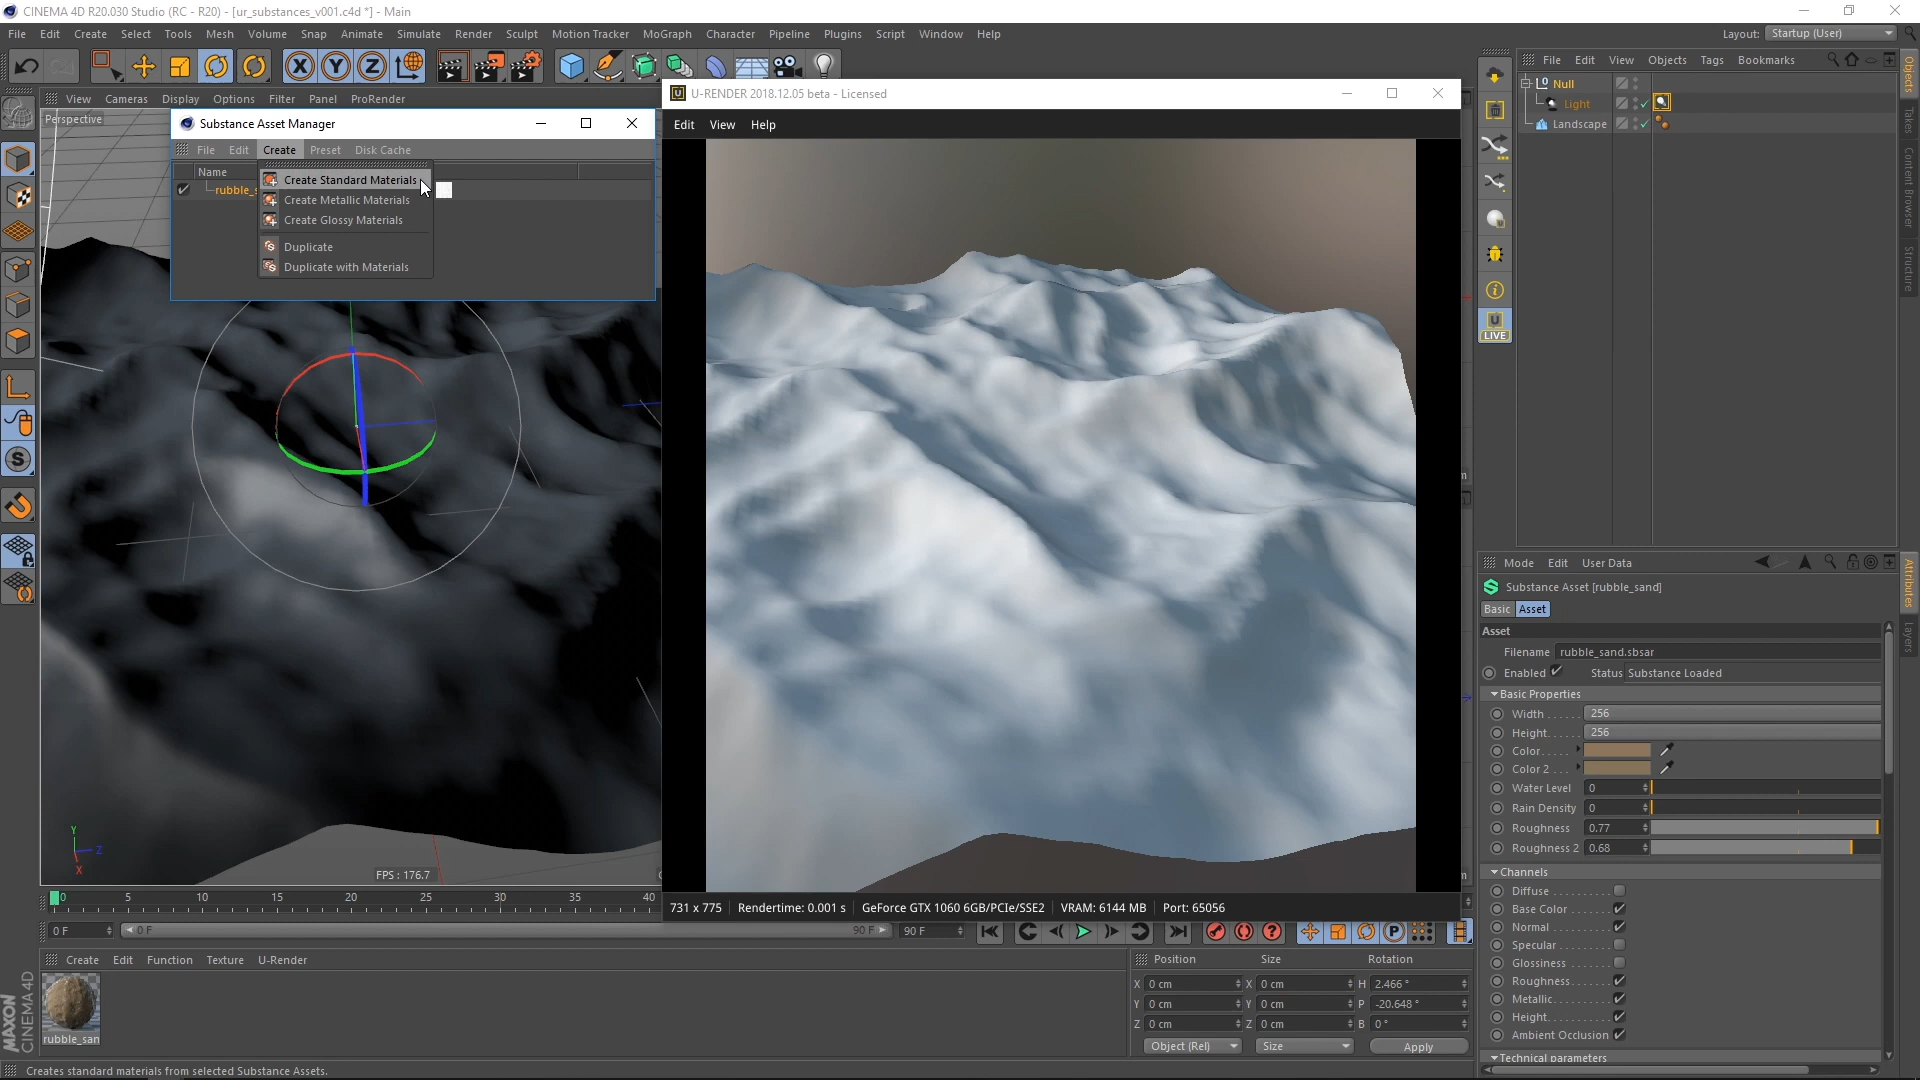 CINEMA 4D R20.030 Studio (RC - R20) - [ur_substances_v001.c4d *] - Main
File Edit Create Select Tools Mesh Volume Snap Animate Simulate Render Sculpt Motion Tracker MoGraph Character Pipeline Plugins Script Window Help
Layout: Startup (User)
View Cameras Display Options Filter Panel ProRender
Perspective
Substance Asset Manager
File Edit Create Preset Disk Cache
Name
rubble_s
Create Standard Materials
Create Metallic Materials
Create Glossy Materials
Duplicate
Duplicate with Materials
U-RENDER 2018.12.05 beta - Licensed
Edit View Help
731 x 775 Rendertime: 0.001 s GeForce GTX 1060 6GB/PCIe/SSE2 VRAM: 6144 MB Port: 65056
FPS : 176.7
Y
Z
X
0 5 10 15 20 25 30 35 40
0 F 0 F 90 F 90 F
Create Edit Function Texture U-Render
rubble_san
MAXON
CINEMA 4D
Position Size Rotation
X 0 cm X 0 cm H 2.466 °
Y 0 cm Y 0 cm P -20.648 °
Z 0 cm Z 0 cm B 0 °
Object (Rel) Size Apply
Creates standard materials from selected Substance Assets.
LIVE
File Edit View Objects Tags Bookmarks
Null
Light
Landscape
Objects
Takes
Content Browser
Structure
Mode Edit User Data
Substance Asset [rubble_sand]
Basic Asset
Asset
Filename rubble_sand.sbsar
Enabled Status Substance Loaded
Basic Properties
Width 256
Height 256
Color
Color 2
Water Level 0
Rain Density 0
Roughness 0.77
Roughness 2 0.68
Channels
Diffuse
Base Color
Normal
Specular
Glossiness
Roughness
Metallic
Height
Ambient Occlusion
Technical parameters
Attributes
Layers